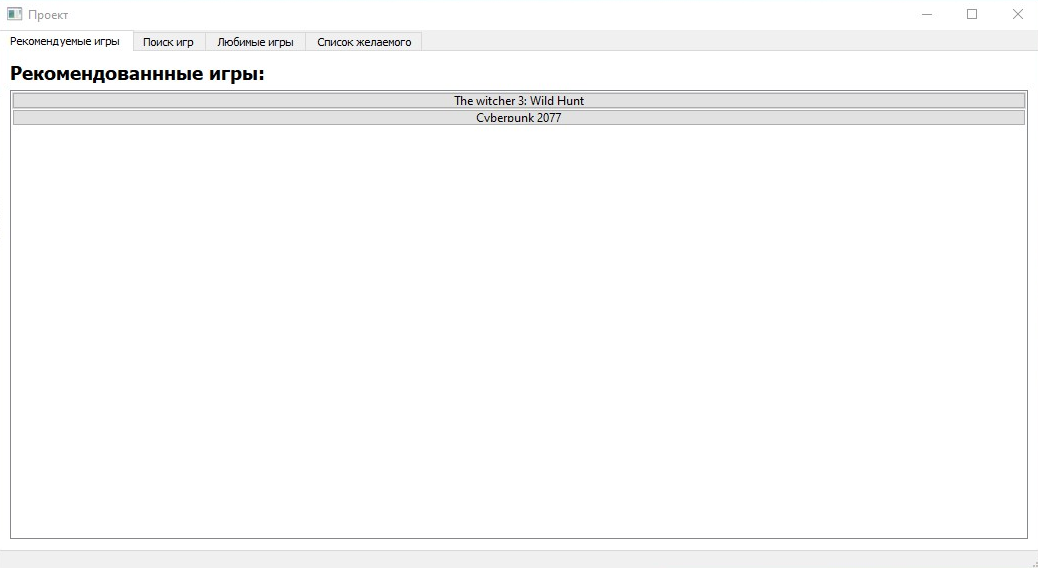 Проект
Рекомендуемые игры Поиск игр Любимые игры Список желаемого
Рекомендованнные игры:
The witcher 3: Wild Hunt
Cyberpunk 2077